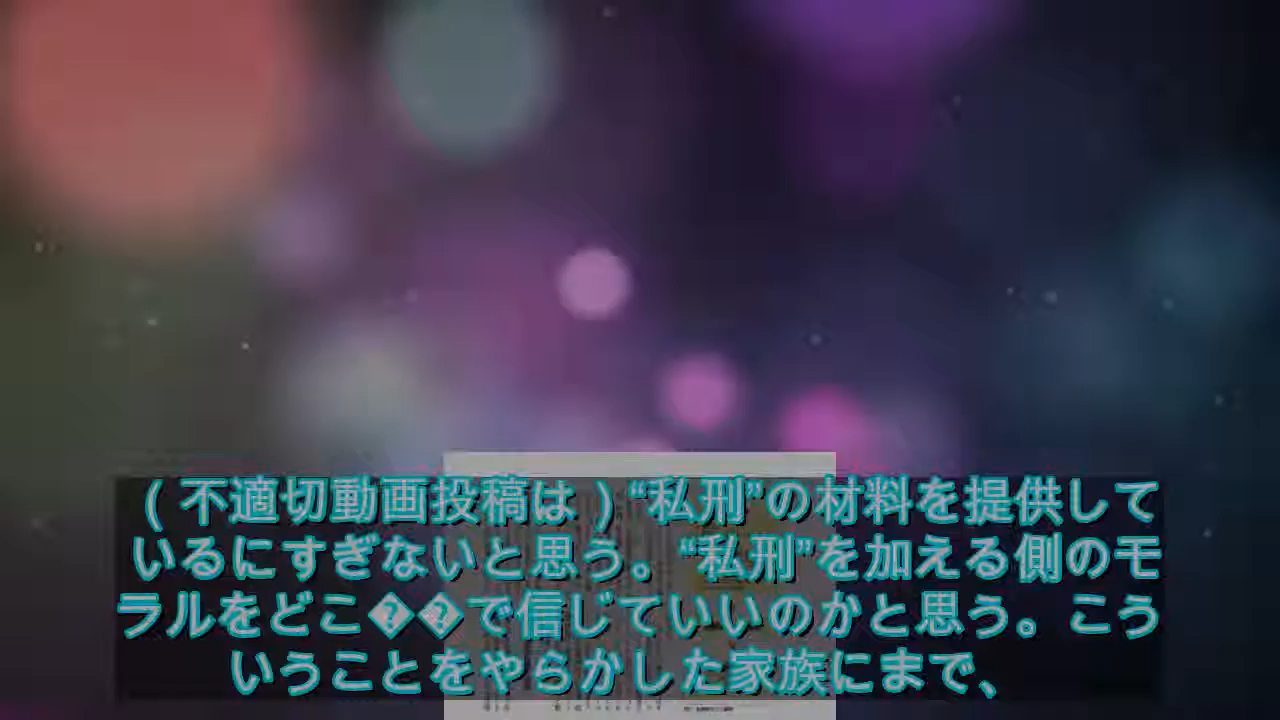 (不適切動画投稿は)“私刑”の材料を提供して
いるにすぎないと思う。“私刑”を加える側のモ
ラルをどこ��で信じていいのかと思う。こう
いうことをやらかした家族にまで、